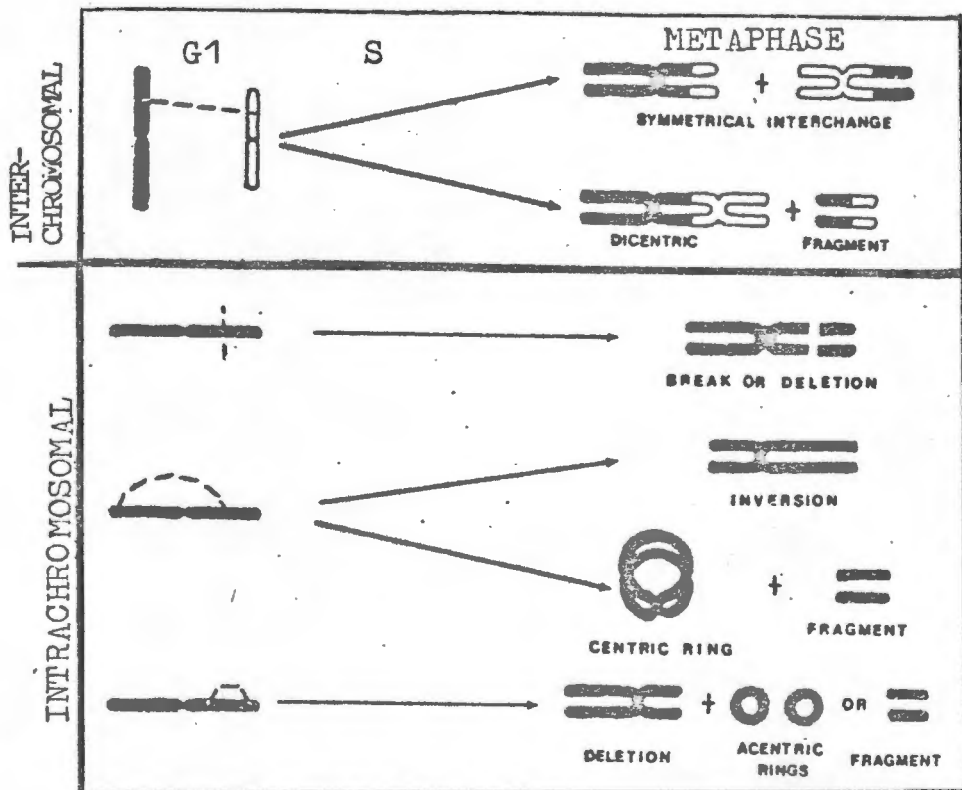 G1 S METAPHASE
INTER-
CHROMOSOMAL
+
SYMMETRICAL INTERCHANGE
+
DICENTRIC FRAGMENT
INTRACHROMOSOMAL
BREAK OR DELETION
INVERSION
+
CENTRIC RING FRAGMENT
+ OR
DELETION ACENTRIC RINGS FRAGMENT